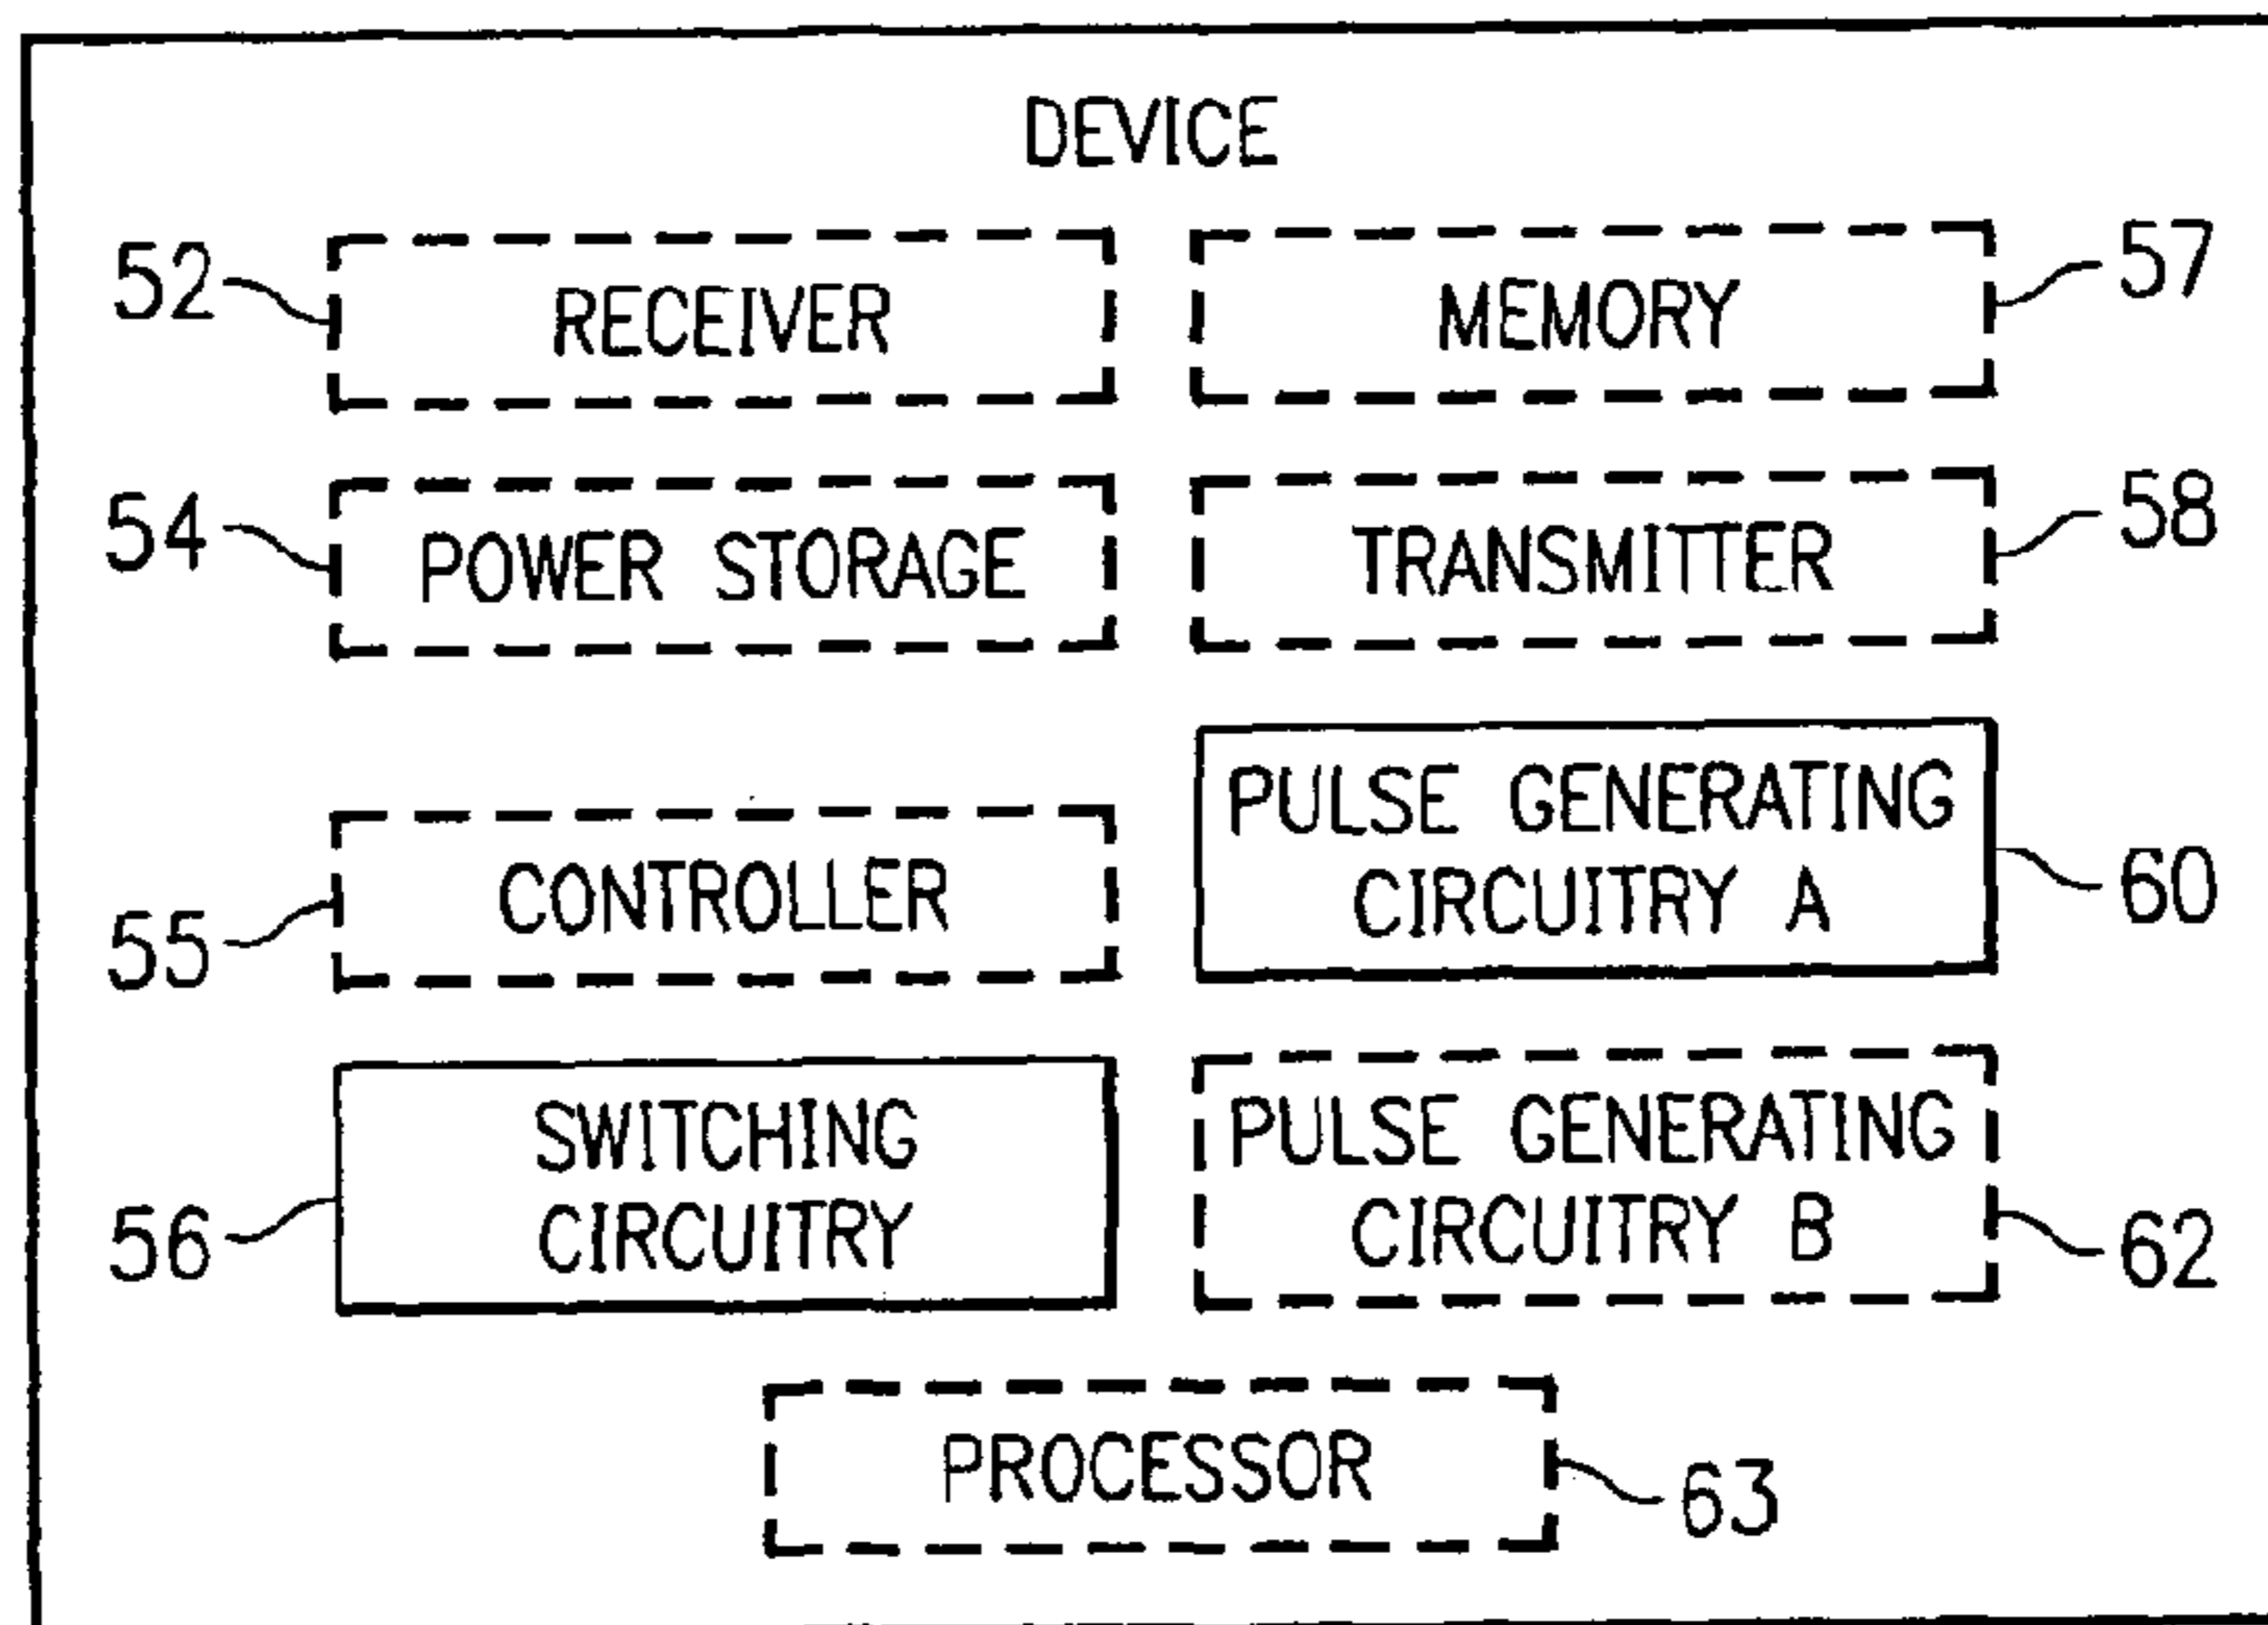 DEVICE
52 RECEIVER
MEMORY 57
54 POWER STORAGE
TRANSMITTER 58
55 CONTROLLER
PULSE GENERATING
CIRCUITRY A 60
56 SWITCHING
CIRCUITRY
PULSE GENERATING
CIRCUITRY B 62
PROCESSOR 63